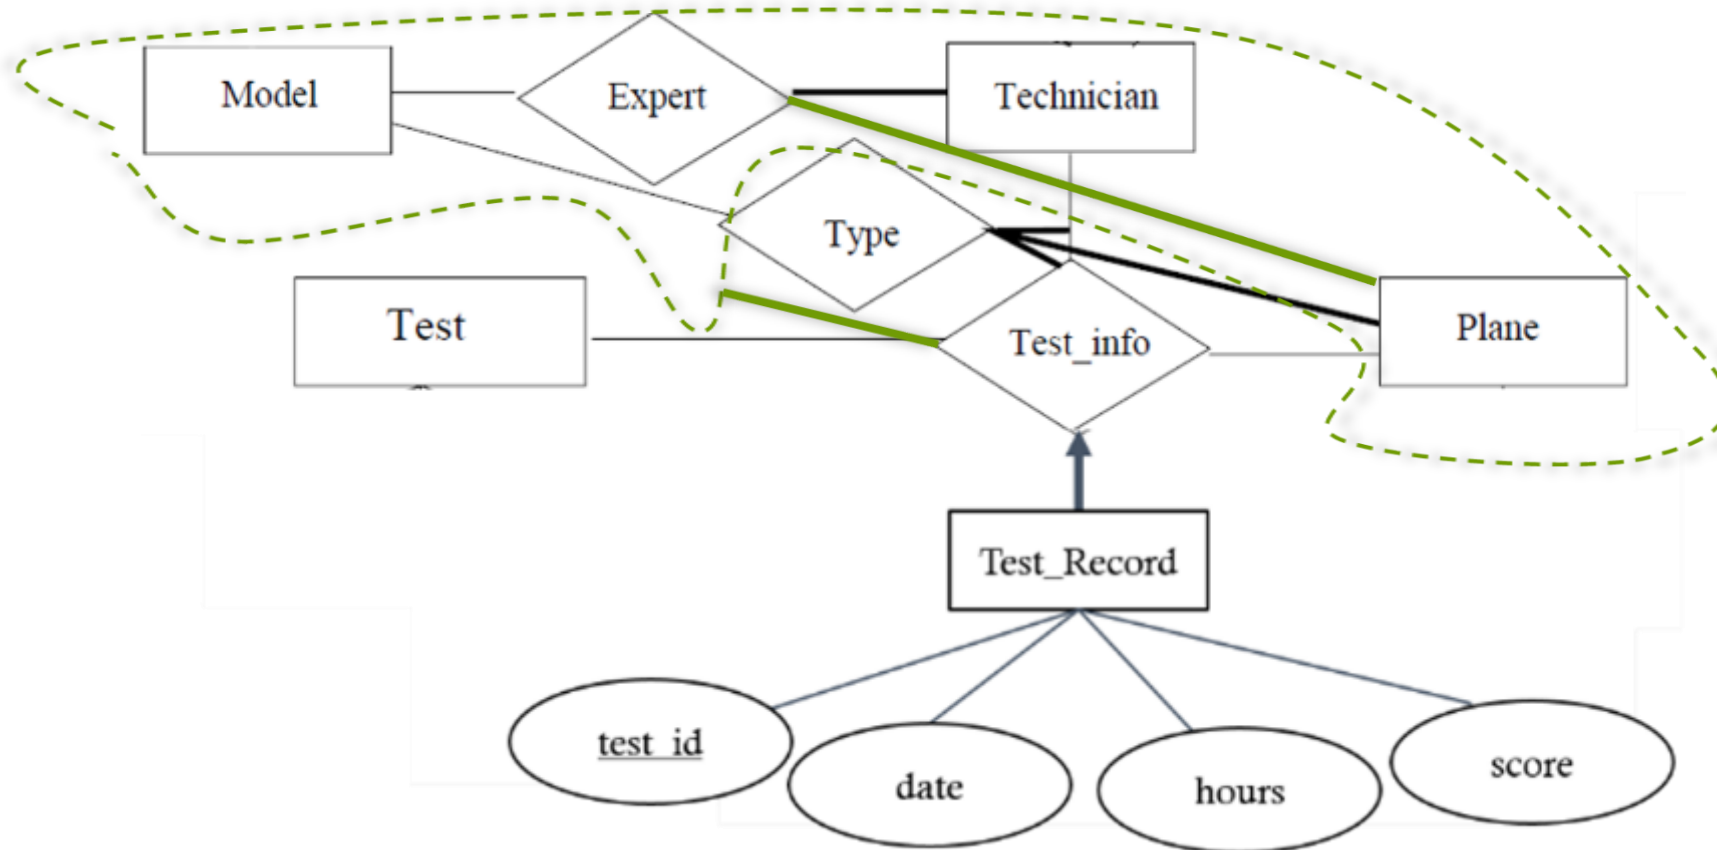 Model
Expert
Technician
Type
Test
Test_info
Plane
Test_Record
test_id
date
hours
score